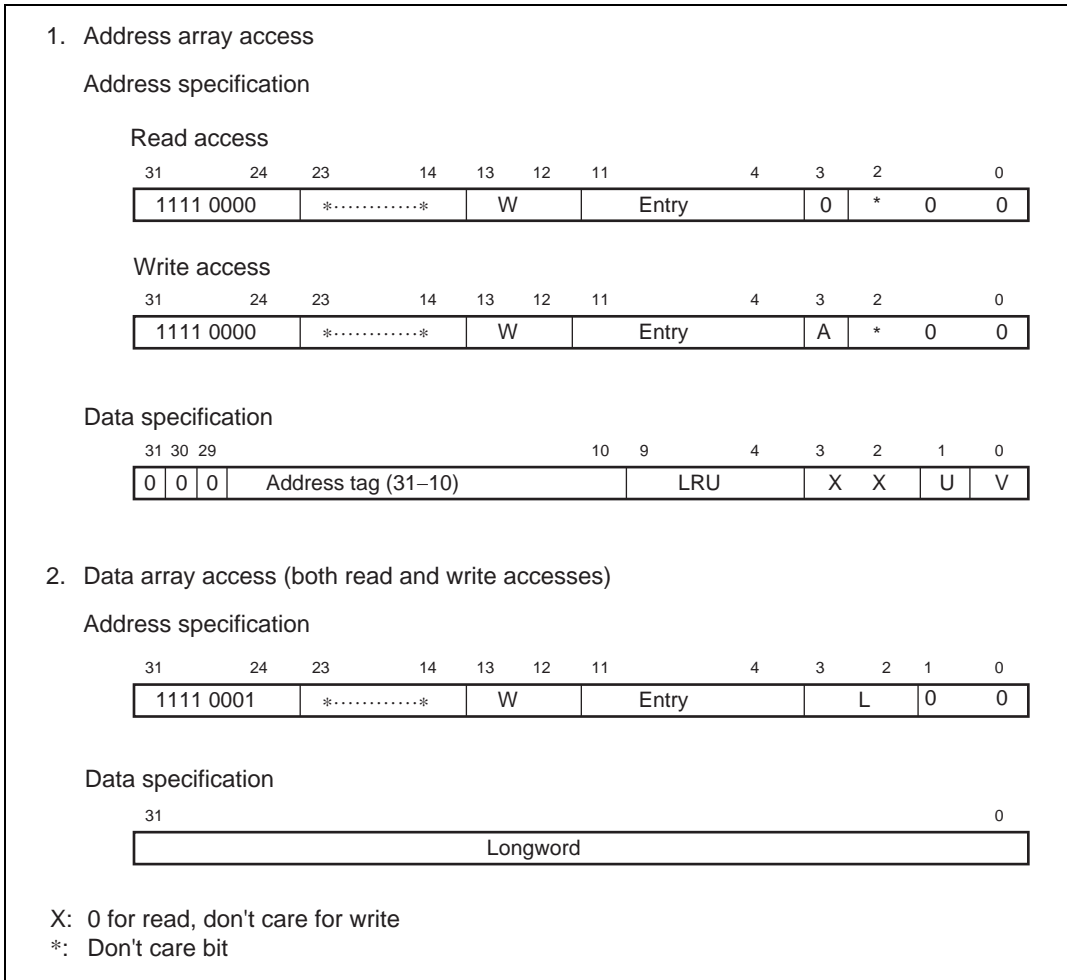 1. Address array access
Address specification
Read access
31 24 23 14 13 12 11 4 3 2 0
1111 0000 *............* W Entry 0 * 0 0
Write access
31 24 23 14 13 12 11 4 3 2 0
1111 0000 *............* W Entry A * 0 0
Data specification
31 30 29 10 9 4 3 2 1 0
0 0 0 Address tag (31−10) LRU X X U V
2. Data array access (both read and write accesses)
Address specification
31 24 23 14 13 12 11 4 3 2 1 0
1111 0001 *............* W Entry L 0 0
Data specification
31 0
Longword
X: 0 for read, don't care for write
*: Don't care bit